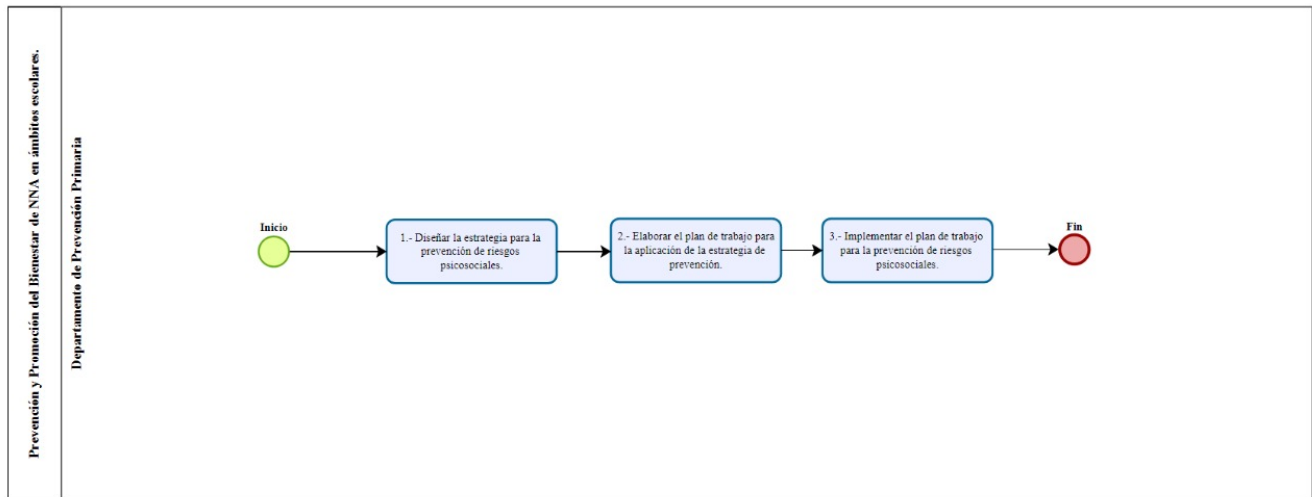 Prevención y Promoción del Bienestar de NNA en ámbitos escolares.
Departamento de Prevención Primaria
Inicio
1.- Diseñar la estrategia para la
prevención de riesgos
psicosociales.
2.- Elaborar el plan de trabajo para
la aplicación de la estrategia de
prevención.
3.- Implementar el plan de trabajo
para la prevención de riesgos
psicosociales.
Fin